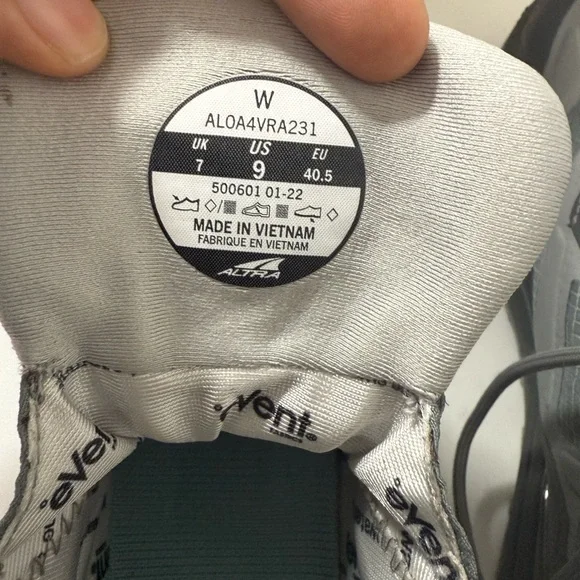 W
AL0A4VRA231
UK US EU
7 9 40.5
500601 01-22
MADE IN VIETNAM
FABRIQUE EN VIETNAM
ALTRA
eVent®
FABRICS
eVent
eVent